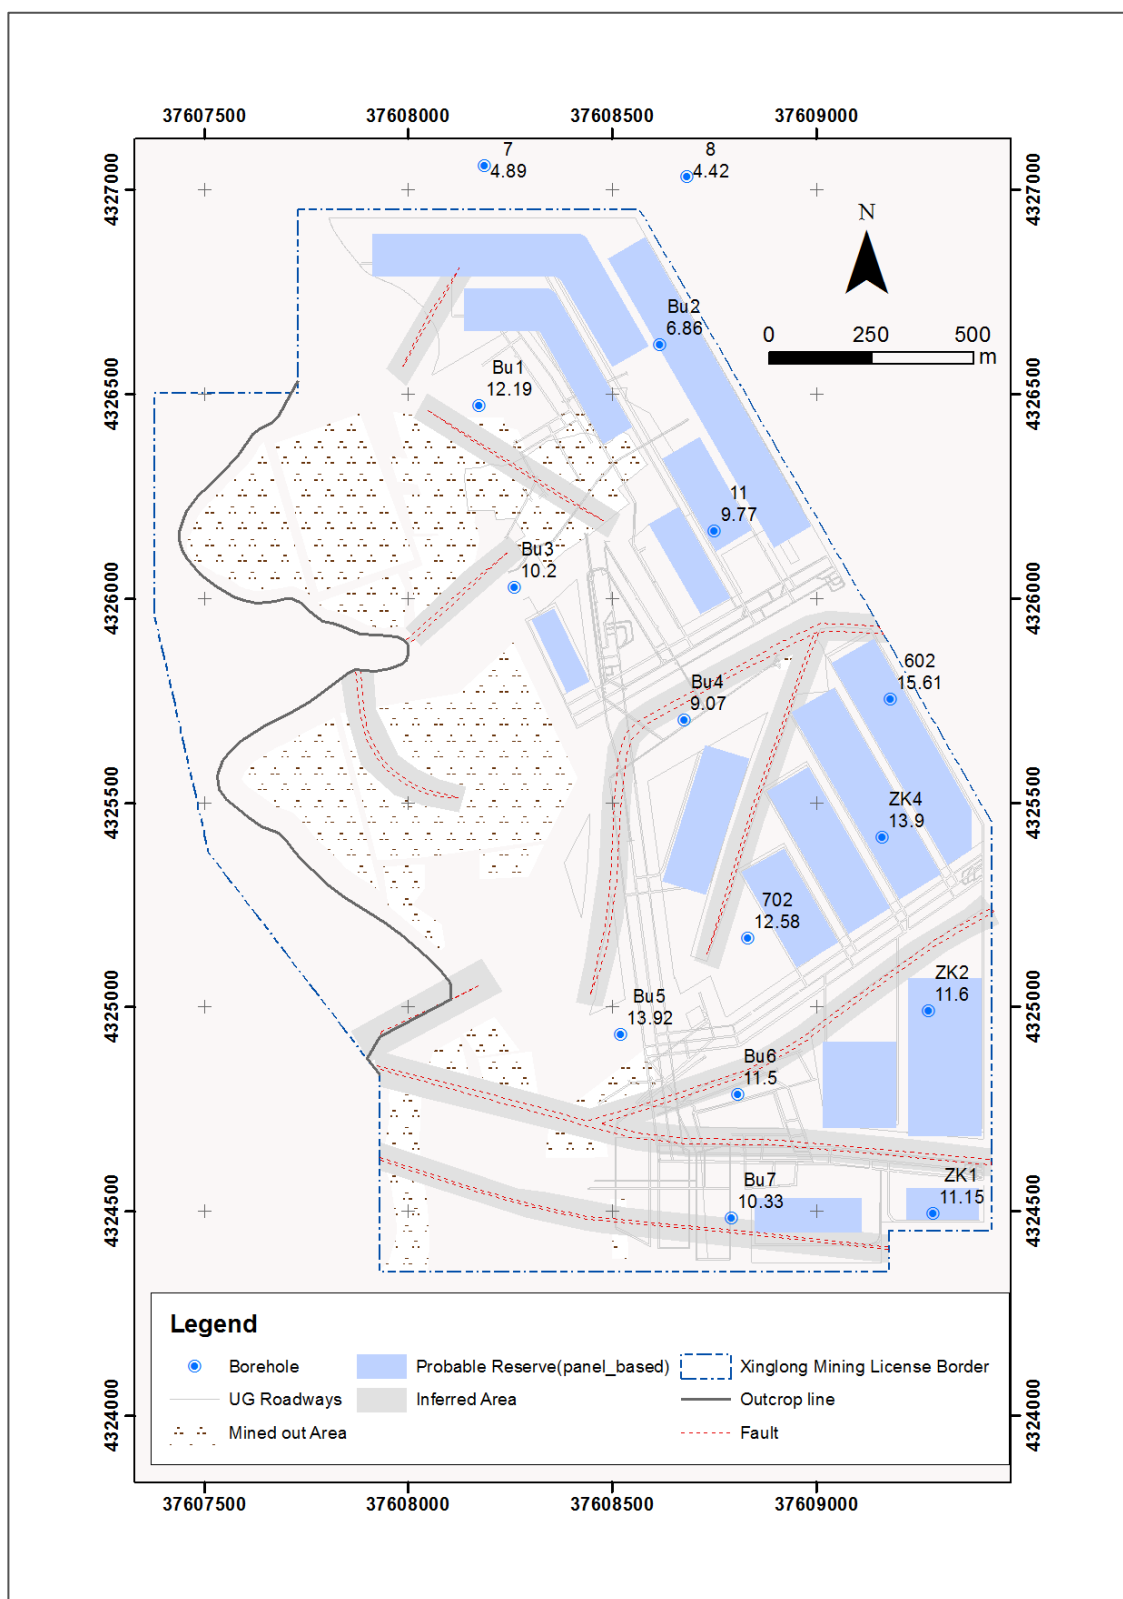 37607500 37608000 37608500 37609000
7
4.89
8
4.42
4327000 4327000
N
Bu2
6.86
0 250 500
m
Bu1
12.19
4326500 4326500
11
9.77
Bu3
10.2
4326000 4326000
602
15.61
Bu4
9.07
4325500 4325500
ZK4
13.9
702
12.58
ZK2
11.6
Bu5
13.92
4325000 4325000
Bu6
11.5
ZK1
11.15
Bu7
10.33
4324500 4324500
Legend
Borehole Probable Reserve(panel_based) Xinglong Mining License Border
UG Roadways Inferred Area Outcrop line
Mined out Area Fault
4324000 4324000
37607500 37608000 37608500 37609000